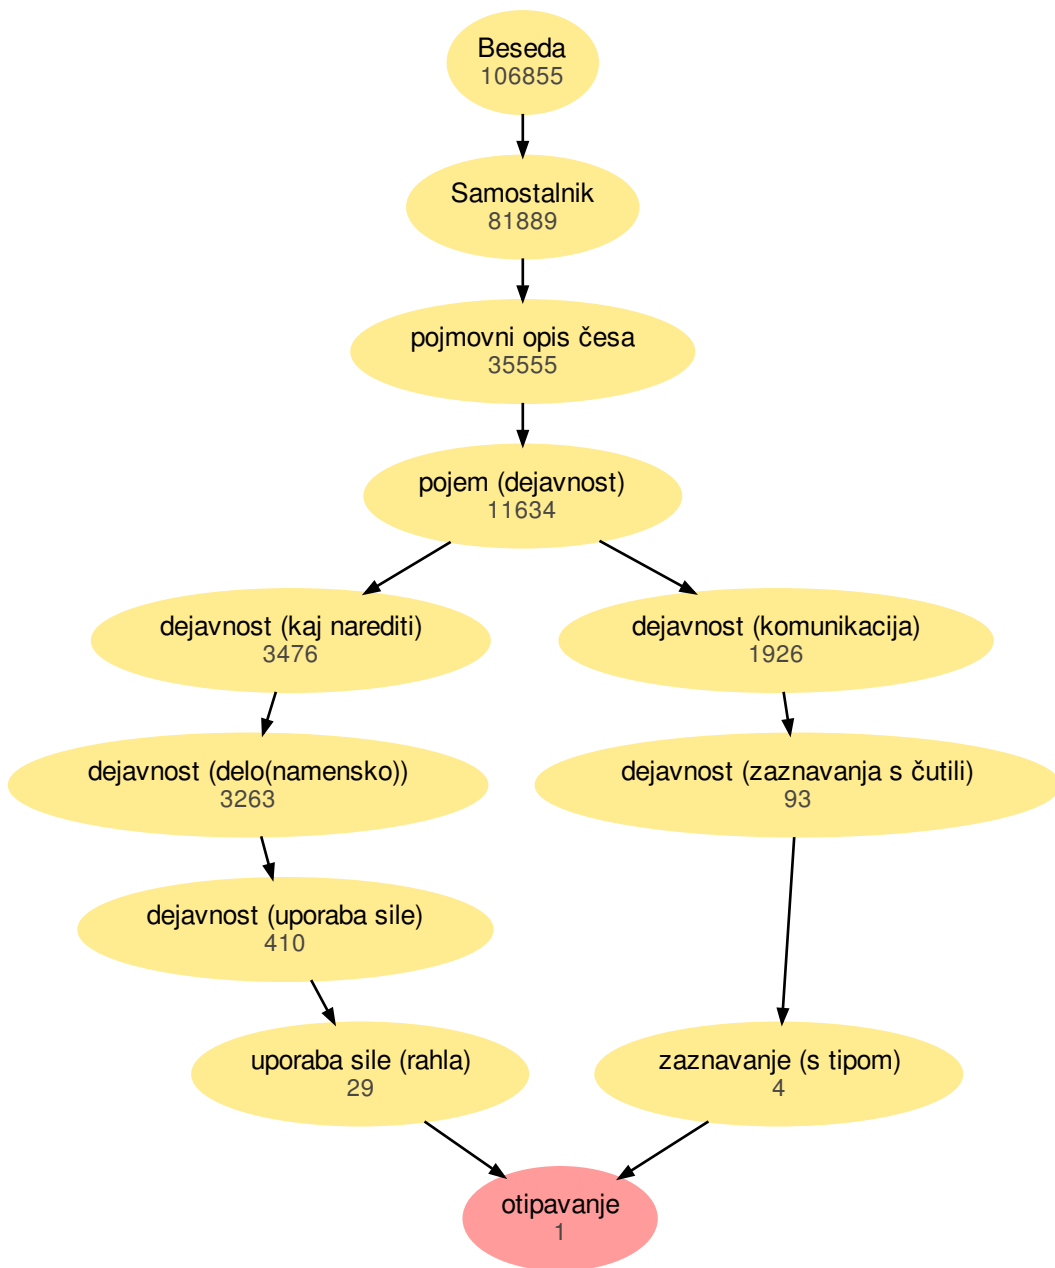 Beseda
106855
Samostalnik
81889
pojmovni opis česa
35555
pojem (dejavnost)
11634
dejavnost (kaj narediti)
3476
dejavnost (komunikacija)
1926
dejavnost (delo(namensko))
3263
dejavnost (zaznavanja s čutili)
93
dejavnost (uporaba sile)
410
uporaba sile (rahla)
29
zaznavanje (s tipom)
4
otipavanje
1